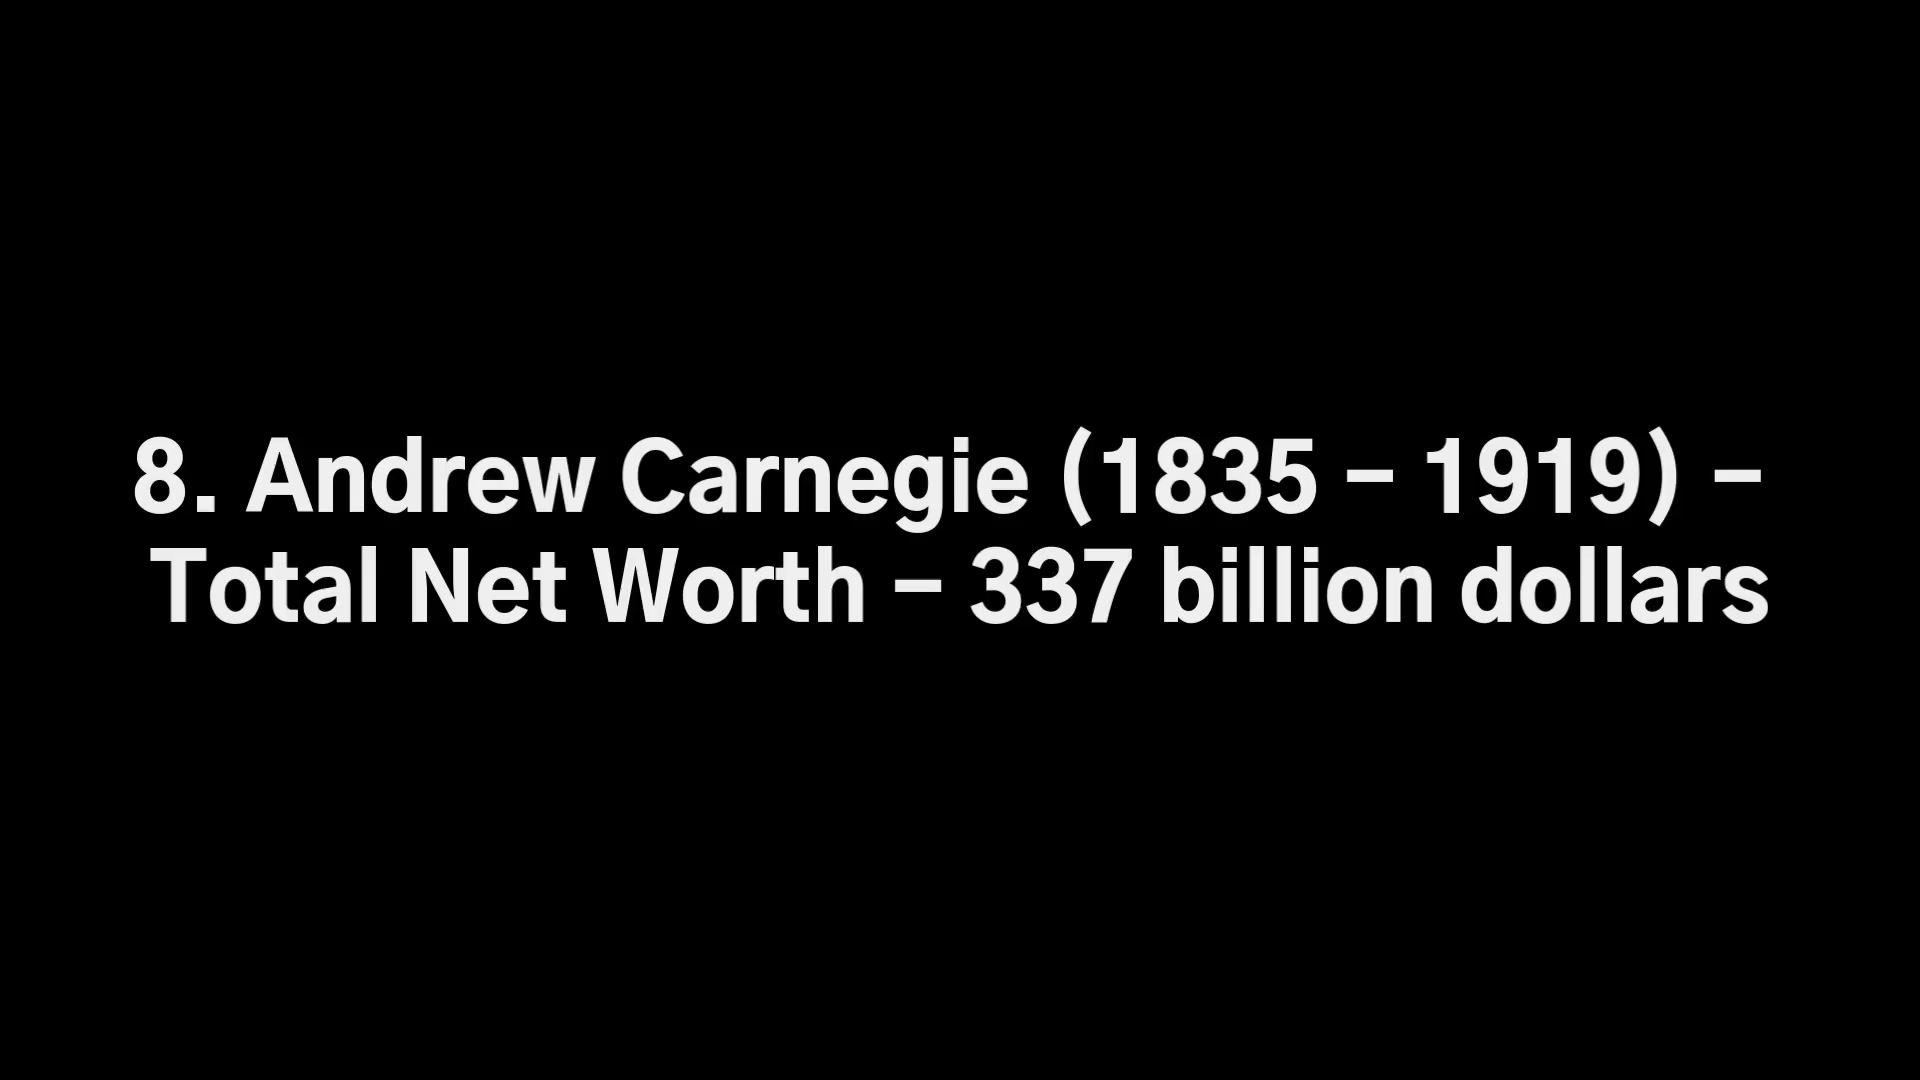 8. Andrew Carnegie (1835 – 1919) –
Total Net Worth – 337 billion dollars